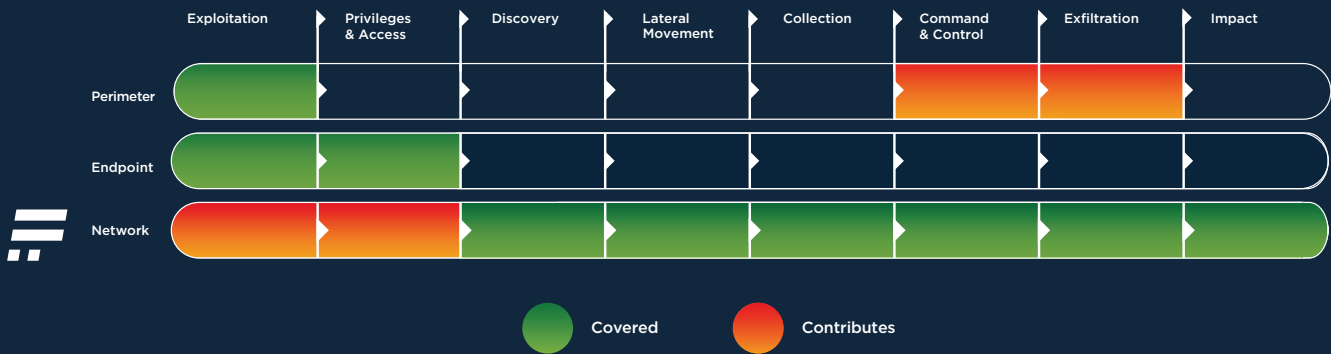 Exploitation
Privileges
& Access
Discovery
Lateral
Movement
Collection
Command
& Control
Exfiltration
Impact
Perimeter
Endpoint
Network
Covered
Contributes